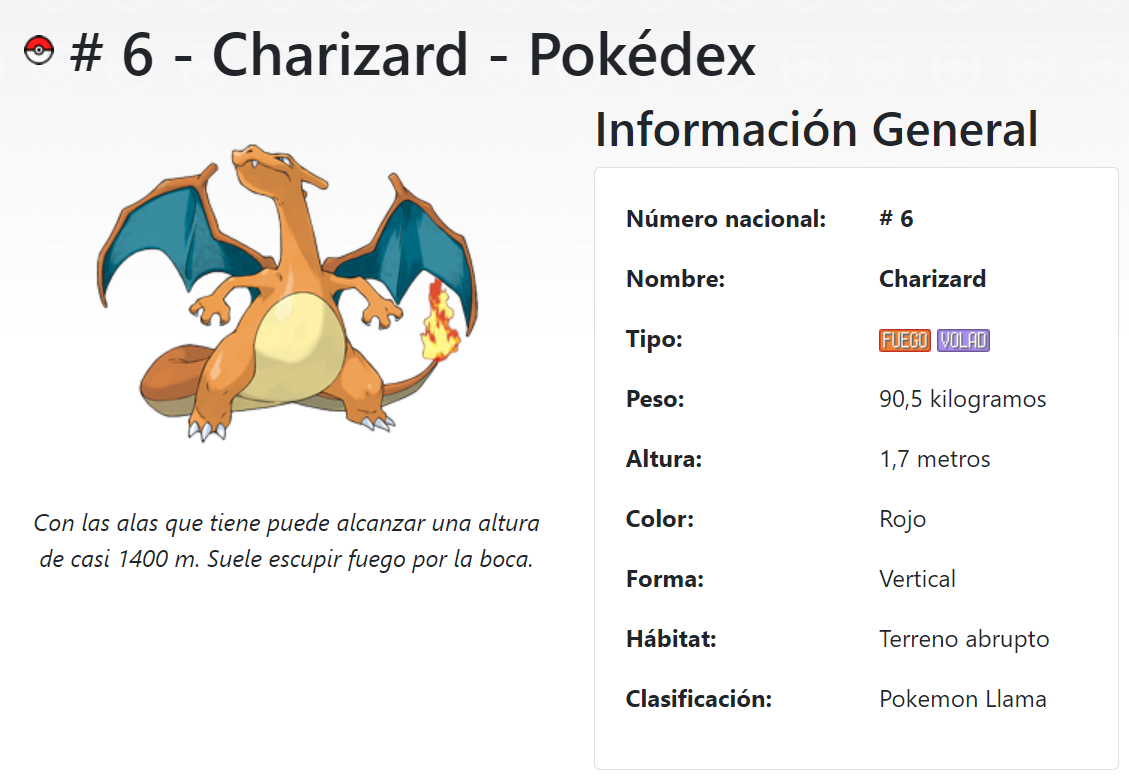 # 6 - Charizard - Pokédex
Información General
Número nacional: # 6
Nombre: Charizard
Tipo: FUEGO VOLAD
Peso: 90,5 kilogramos
Altura: 1,7 metros
Color: Rojo
Forma: Vertical
Hábitat: Terreno abrupto
Clasificación: Pokemon Llama
Con las alas que tiene puede alcanzar una altura
de casi 1400 m. Suele escupir fuego por la boca.